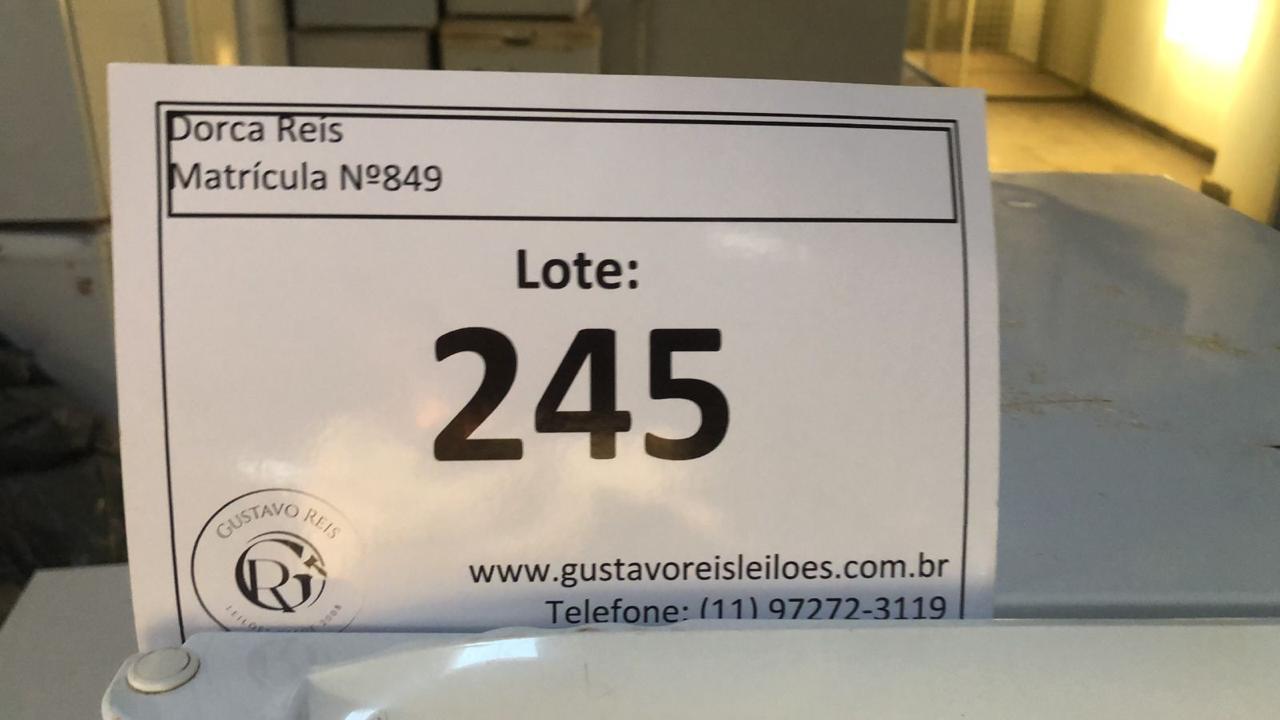 Dorca Reis
Matrícula Nº849
Lote:
245
GUSTAVO REIS
GR
www.gustavoreisleiloes.com.br
Telefone: (11) 97272-3119